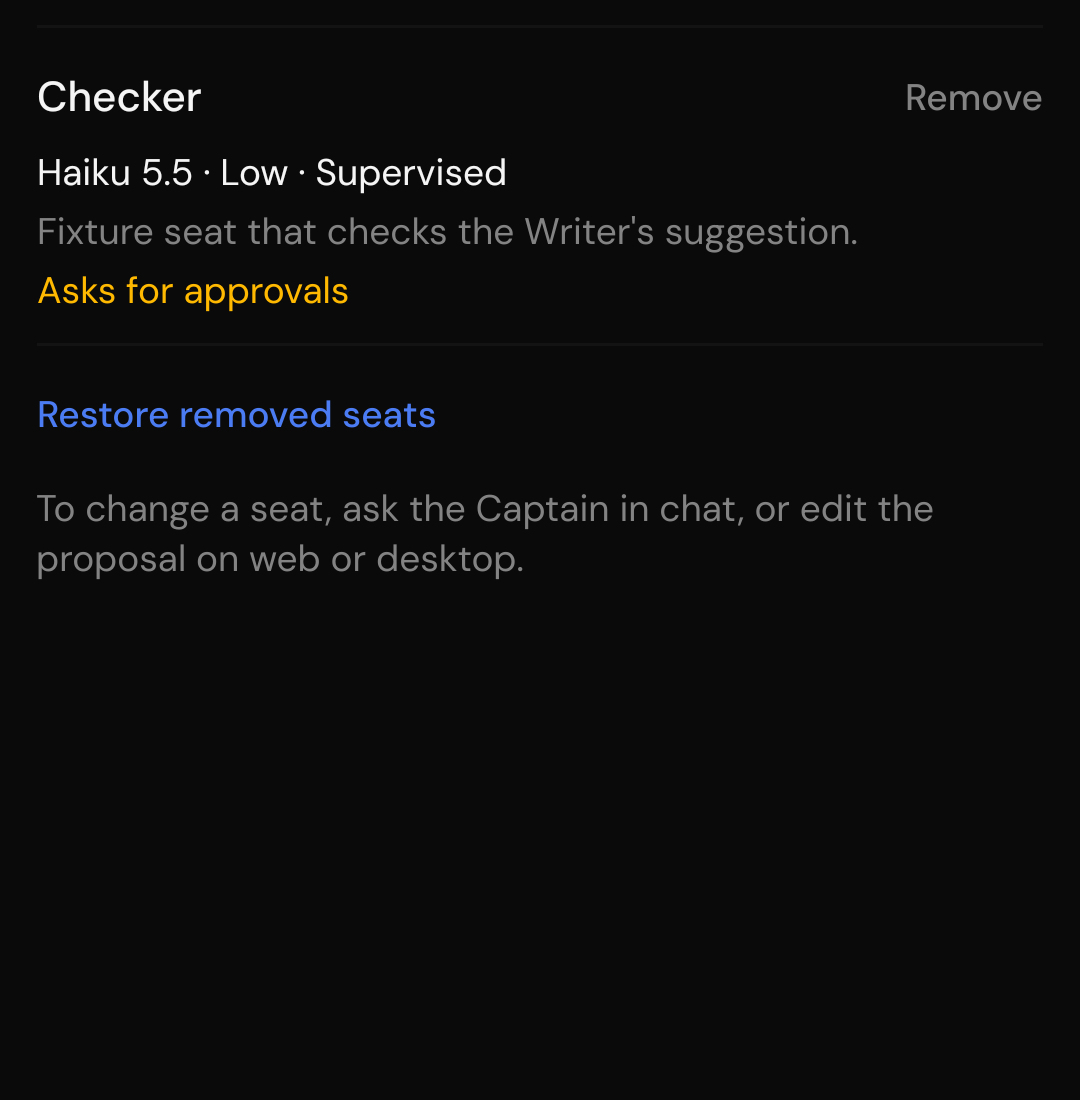 Checker
Remove
Haiku 5.5 · Low · Supervised
Fixture seat that checks the Writer's suggestion.
Asks for approvals
Restore removed seats
To change a seat, ask the Captain in chat, or edit the
proposal on web or desktop.